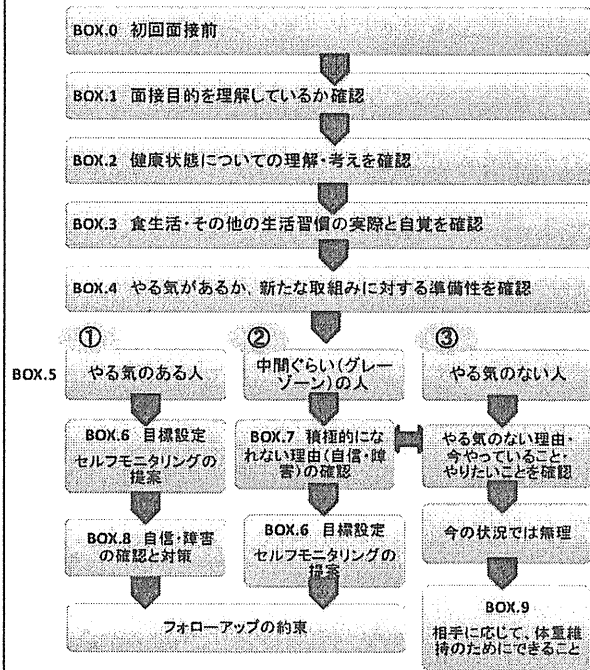 BOX.0 初回面接前
BOX.1 面接目的を理解しているか確認
BOX.2 健康状態についての理解・考えを確認
BOX.3 食生活・その他の生活習慣の実際と自覚を確認
BOX.4 やる気があるか、新たな取組みに対する準備性を確認
BOX.5
①
やる気のある人
②
中間ぐらい(グレー
ゾーン)の人
③
やる気のない人
BOX.6 目標設定
セルフモニタリングの
提案
BOX.7 積極的にな
れない理由(自信・障
害)の確認
やる気のない理由・
今やっていること・
やりたいことを確認
BOX.8 自信・障害
の確認と対策
BOX.6 目標設定
セルフモニタリングの
提案
今の状況では無理
フォローアップの約束
BOX.9
相手に応じて、体重維
持のためにできること